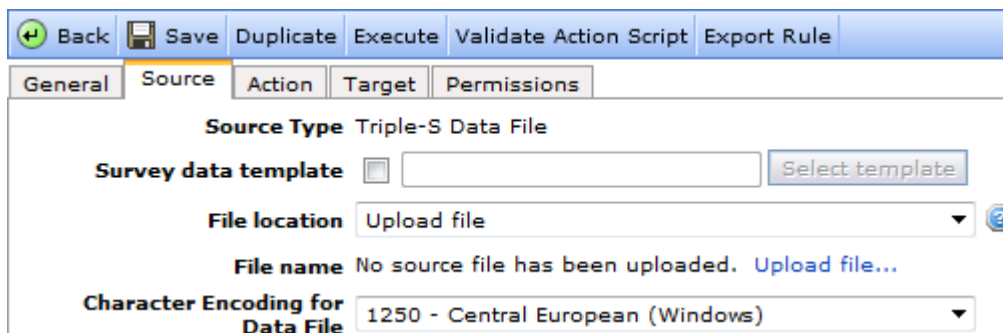 Back Save Duplicate Execute Validate Action Script Export Rule
General Source Action Target Permissions
Source Type Triple-S Data File
Survey data template Select template
File location Upload file
File name No source file has been uploaded. Upload file...
Character Encoding for
Data File 1250 - Central European (Windows)